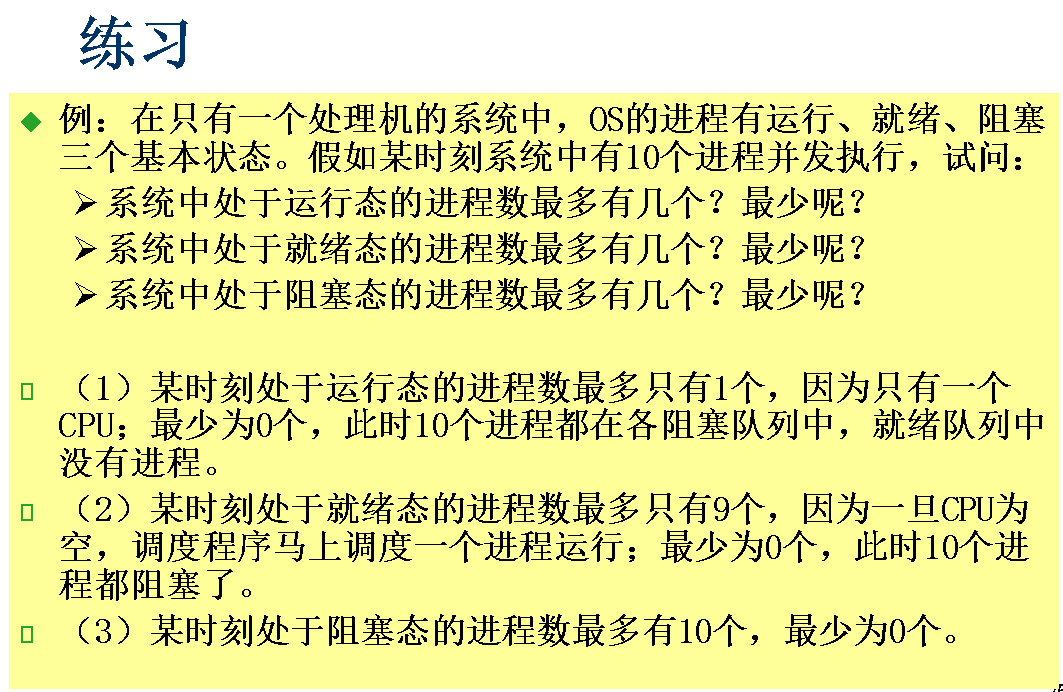 练习
◆ 例：在只有一个处理机的系统中，OS的进程有运行、就绪、阻塞
三个基本状态。假如某时刻系统中有10个进程并发执行，试问：
➢系统中处于运行态的进程数最多有几个？最少呢？
➢系统中处于就绪态的进程数最多有几个？最少呢？
➢系统中处于阻塞态的进程数最多有几个？最少呢？
（1）某时刻处于运行态的进程数最多只有1个，因为只有一个
CPU；最少为0个，此时10个进程都在各阻塞队列中，就绪队列中
没有进程。
（2）某时刻处于就绪态的进程数最多只有9个，因为一旦CPU为
空，调度程序马上调度一个进程运行；最少为0个，此时10个进
程都阻塞了。
（3）某时刻处于阻塞态的进程数最多有10个，最少为0个。